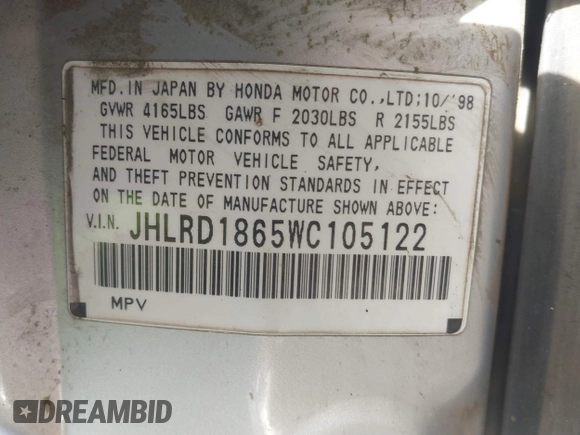 MFD. IN JAPAN BY HONDA MOTOR CO.,LTD;10/'98
GVWR 4165LBS GAWR F 2030LBS R 2155LBS
THIS VEHICLE CONFORMS TO ALL APPLICABLE
FEDERAL MOTOR VEHICLE SAFETY,
AND THEFT PREVENTION STANDARDS IN EFFECT
ON THE DATE OF MANUFACTURE SHOWN ABOVE:
V.I.N. JHLRD1865WC105122
MPV
DREAMBID